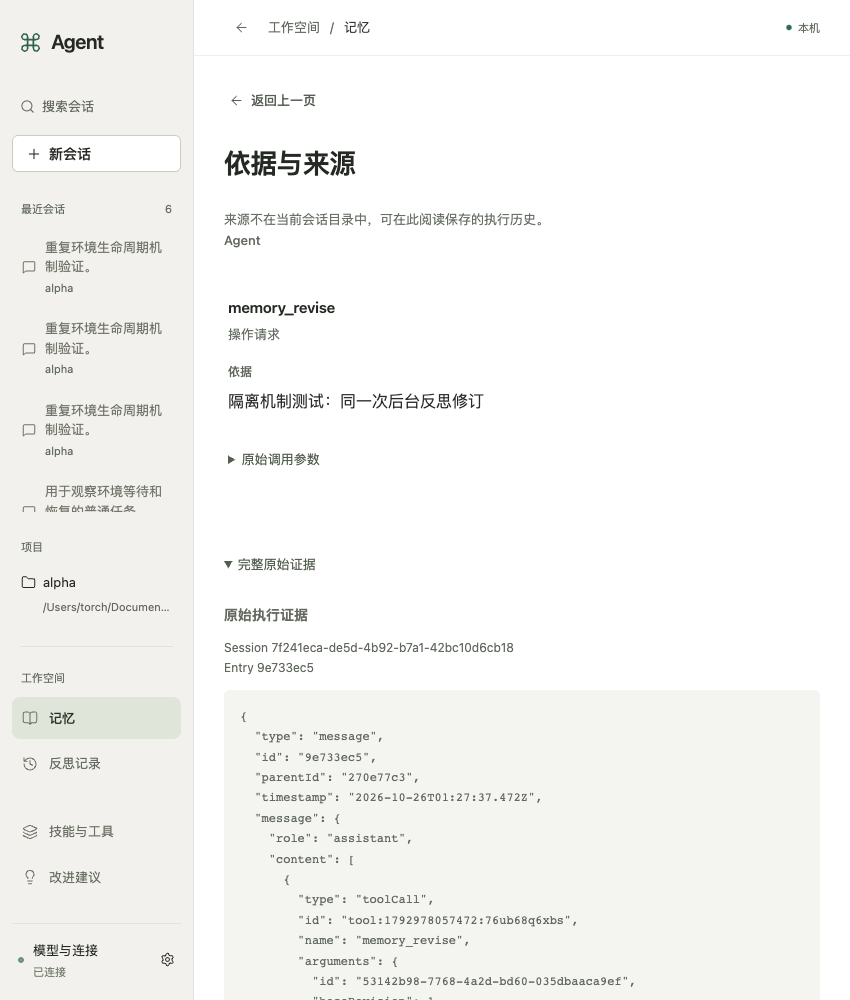 Agent
搜索会话
新会话
最近会话 6
重复环境生命周期机
制验证。
alpha
重复环境生命周期机
制验证。
alpha
重复环境生命周期机
制验证。
alpha
用于观察环境等待和
恢复的普通任务
项目
alpha
/Users/torch/Documen...
工作空间
记忆
反思记录
技能与工具
改进建议
模型与连接
已连接
← 工作空间 / 记忆
本机
← 返回上一页
依据与来源
来源不在当前会话目录中，可在此阅读保存的执行历史。
Agent
memory_revise
操作请求
依据
隔离机制测试：同一次后台反思修订
▶ 原始调用参数
▼ 完整原始证据
原始执行证据
Session 7f241eca-de5d-4b92-b7a1-42bc10d6cb18
Entry 9e733ec5
{
"type": "message",
"id": "9e733ec5",
"parentId": "270e77c3",
"timestamp": "2026-10-26T01:27:37.472Z",
"message": {
"role": "assistant",
"content": [
{
"type": "toolCall",
"id": "tool:1792978057472:76ub68q6xbs",
"name": "memory_revise",
"arguments": {
"id": "53142b98-7768-4a2d-bd60-035dbaaca9ef",